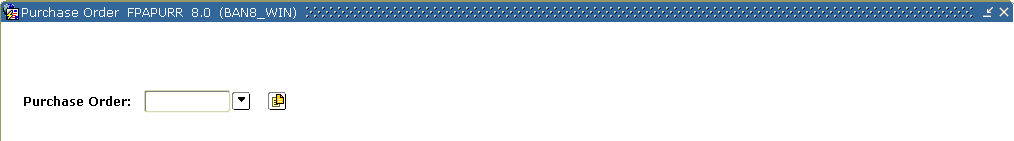 Purchase Order FPAPURR 8.0 (BAN8_WIN)
Purchase Order: